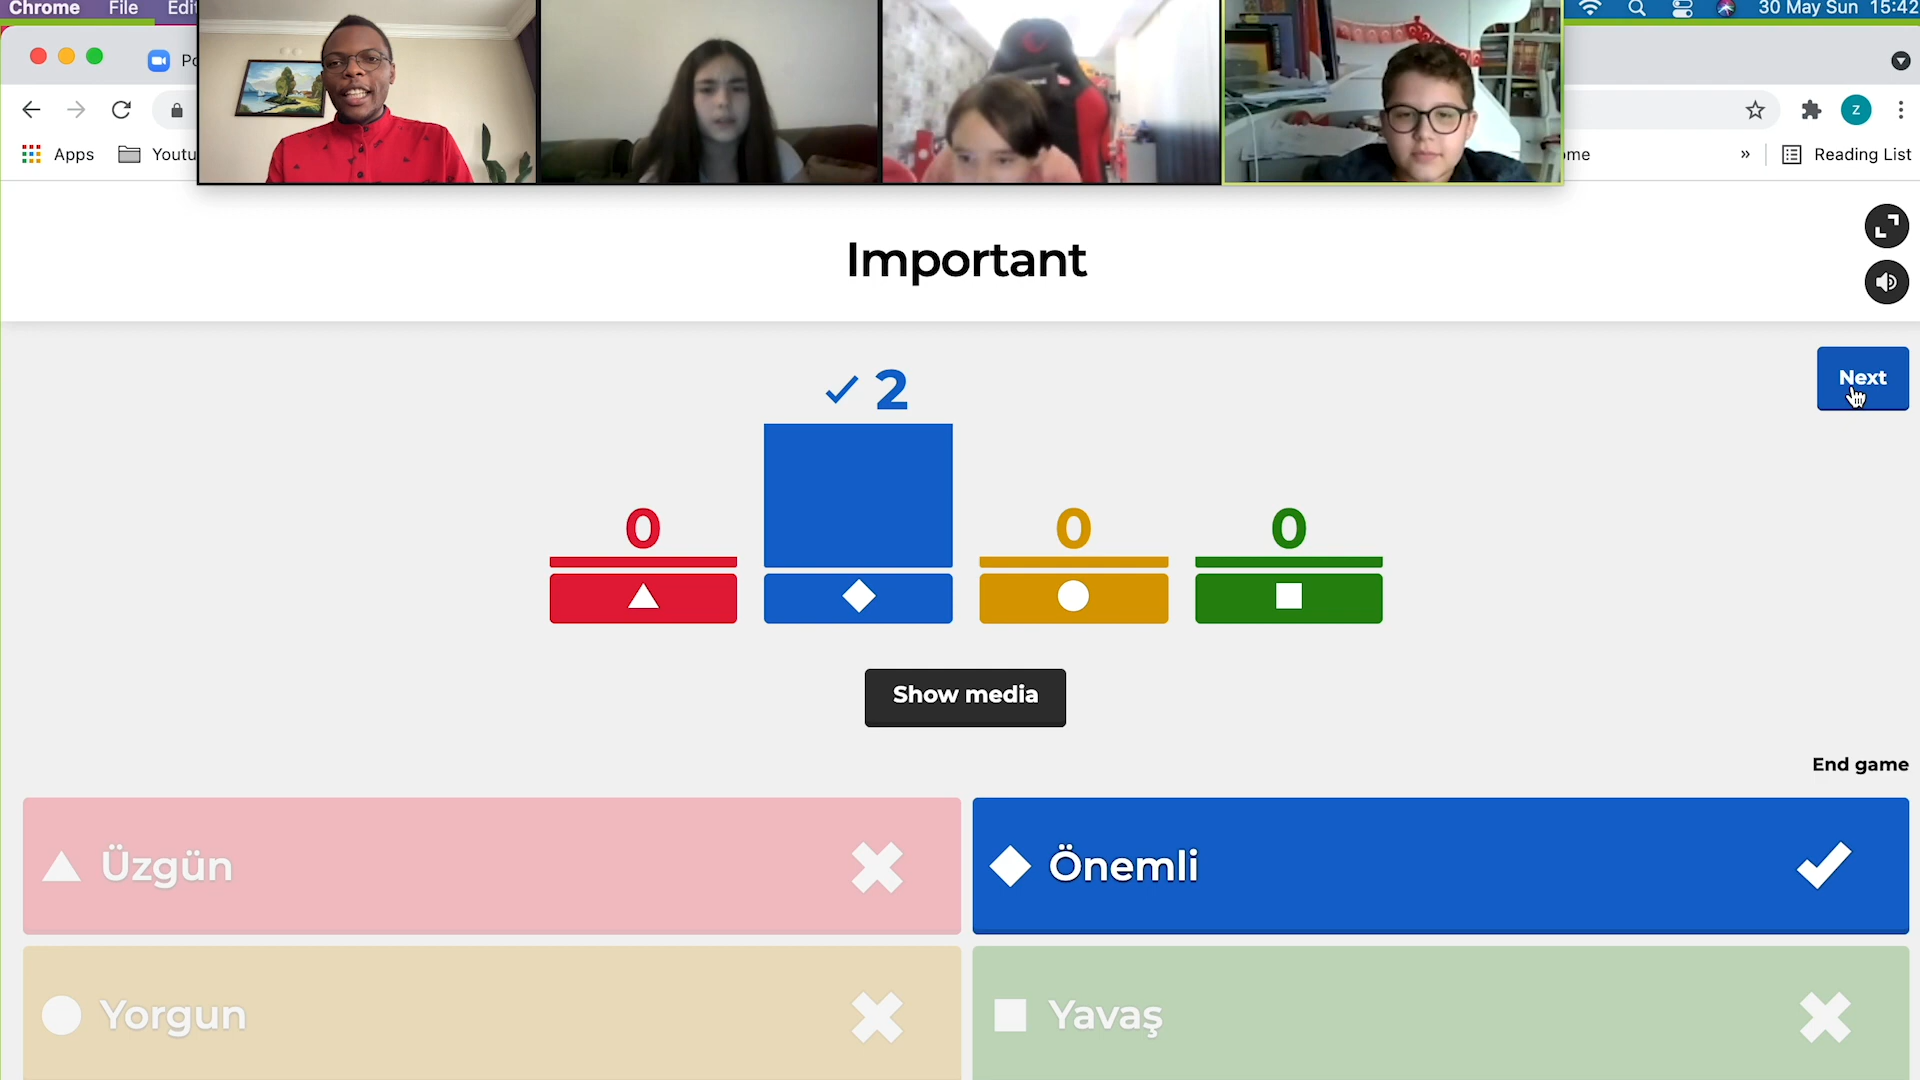 Chrome File Edi
30 May Sun 15:42
Z
Apps Youtu
Reading List
Important
Next
2
0
0
0
Show media
End game
Üzgün
Önemli
Yorgun
Yavaş